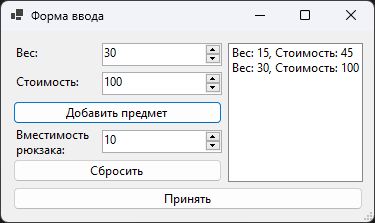 Форма ввода
Вес:
30
Стоимость:
100
Добавить предмет
Вместимость
рюкзака:
10
Сбросить
Вес: 15, Стоимость: 45
Вес: 30, Стоимость: 100
Принять